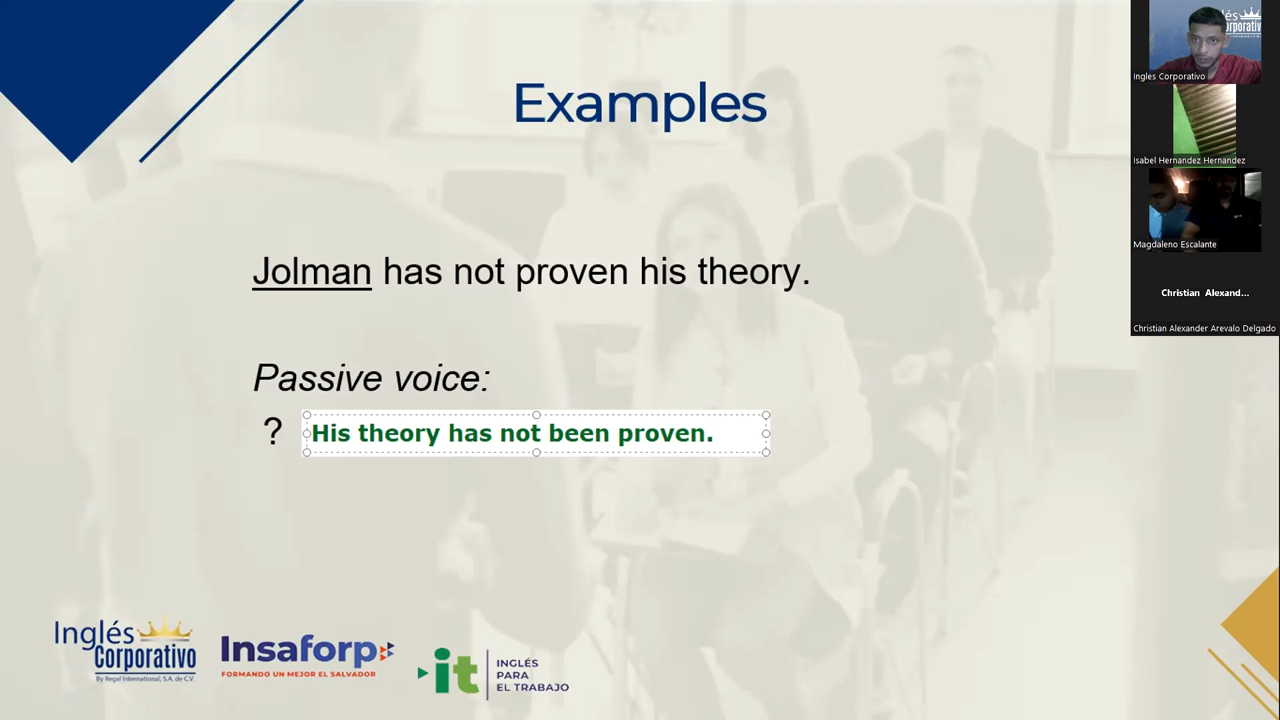 Examples
Jolman has not proven his theory.
Passive voice:
? His theory has not been proven.
Inglés
Corporativo
By Regal International, S.A. de C.V.
Insaforp
FORMANDO UN MEJOR EL SALVADOR
it
INGLÉS
PARA
EL TRABAJO
Ingles Corporativo
Isabel Hernandez Hernandez
Magdaleno Escalante
Christian Alexand...
Christian Alexander Arevalo Delgado